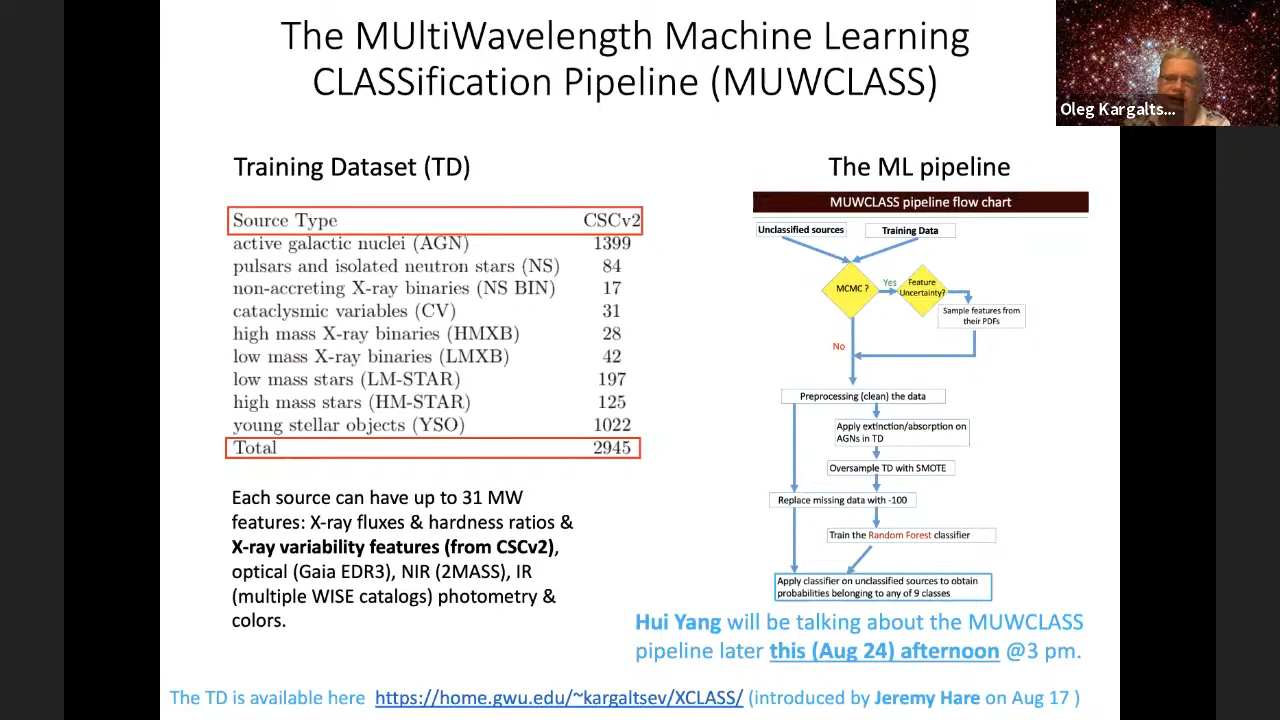 The MUltiWavelength Machine Learning
CLASSification Pipeline (MUWCLASS)
Oleg Kargalts...
Training Dataset (TD)
Source Type CSCv2
active galactic nuclei (AGN) 1399
pulsars and isolated neutron stars (NS) 84
non-accreting X-ray binaries (NS BIN) 17
cataclysmic variables (CV) 31
high mass X-ray binaries (HMXB) 28
low mass X-ray binaries (LMXB) 42
low mass stars (LM-STAR) 197
high mass stars (HM-STAR) 125
young stellar objects (YSO) 1022
Total 2945
Each source can have up to 31 MW
features: X-ray fluxes & hardness ratios &
X-ray variability features (from CSCv2),
optical (Gaia EDR3), NIR (2MASS), IR
(multiple WISE catalogs) photometry &
colors.
The ML pipeline
MUWCLASS pipeline flow chart
Unclassified sources
Training Data
MCMC ?
Yes
Feature
Uncertainty?
Sample features from
their PDFs
No
Preprocessing (clean) the data
Apply extinction/absorption on
AGNs in TD
Oversample TD with SMOTE
Replace missing data with -100
Train the Random Forest classifier
Apply classifier on unclassified sources to obtain
probabilities belonging to any of 9 classes
Hui Yang will be talking about the MUWCLASS
pipeline later this (Aug 24) afternoon @3 pm.
The TD is available here https://home.gwu.edu/~kargaltsev/XCLASS/ (introduced by Jeremy Hare on Aug 17 )